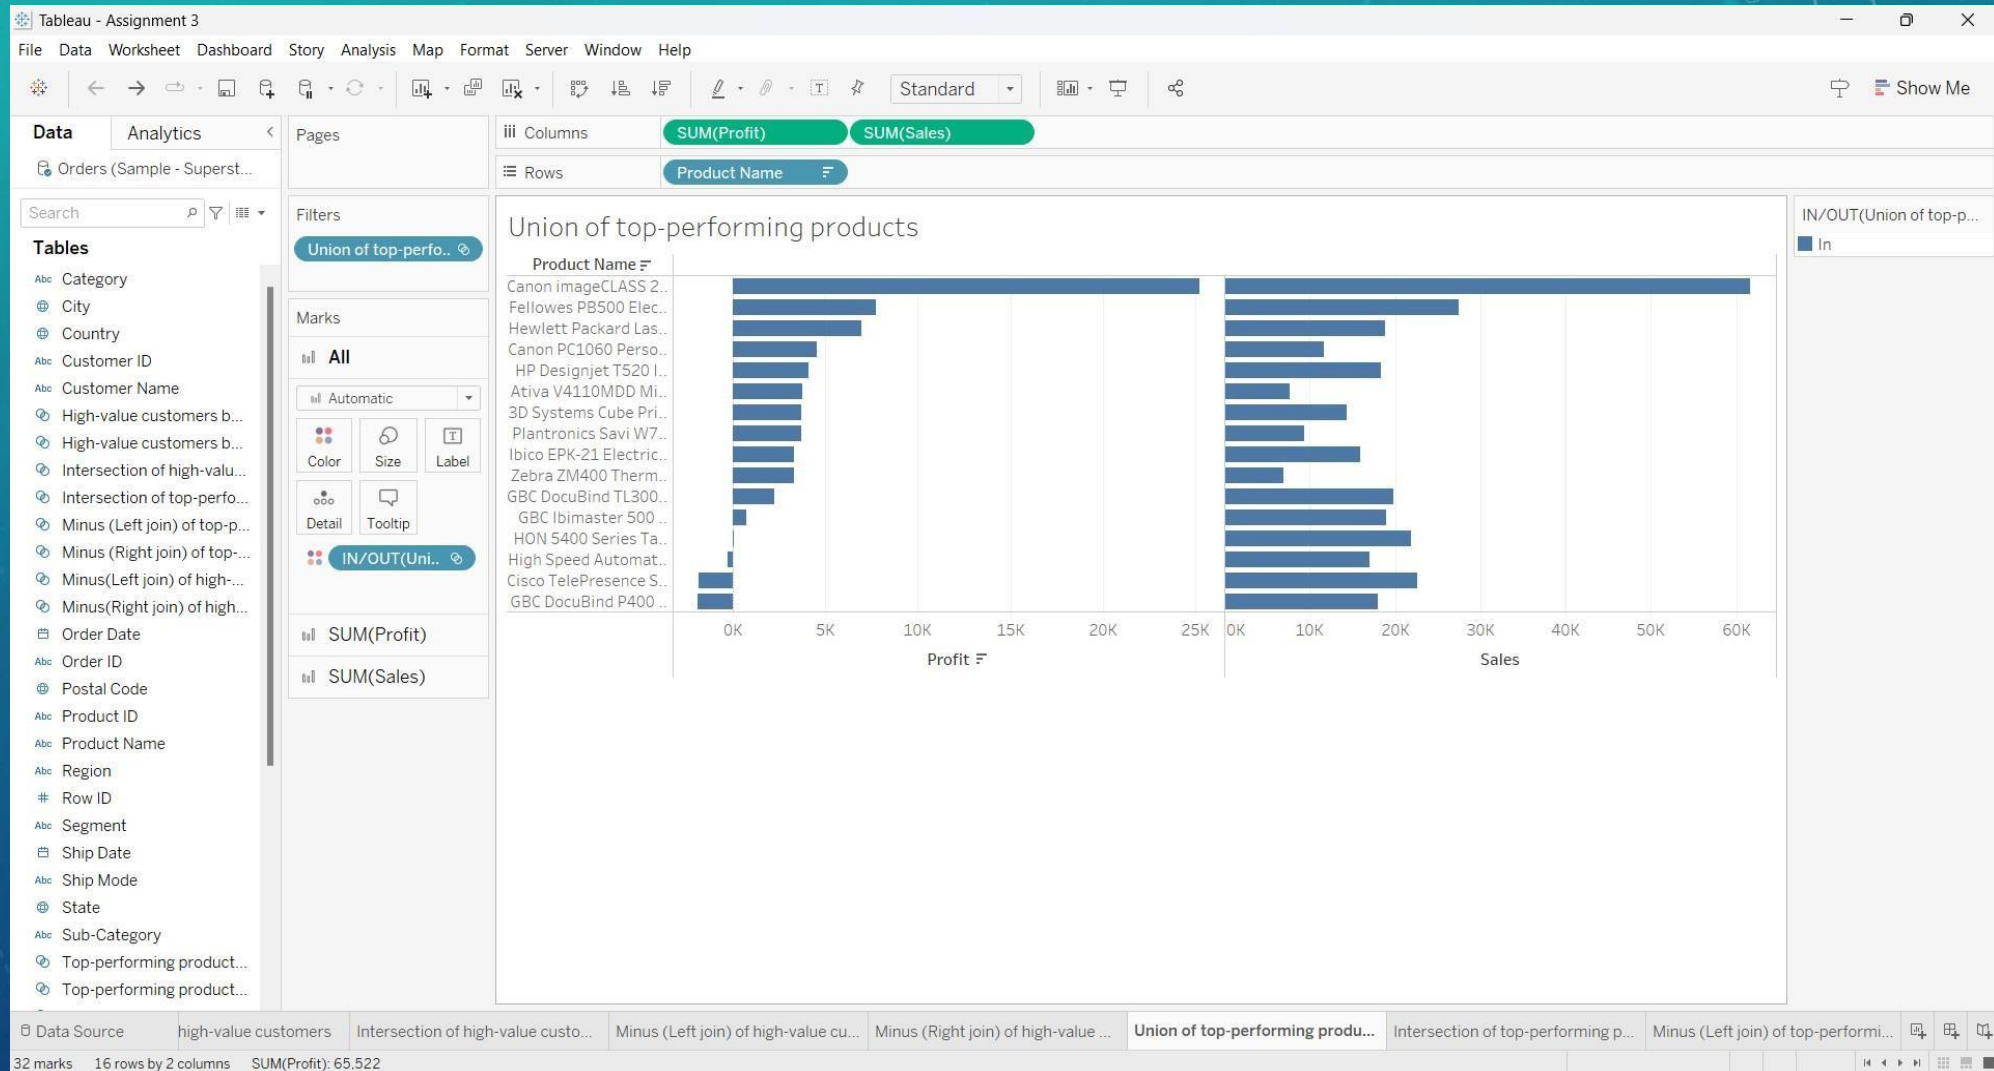 Tableau - Assignment 3
File Data Worksheet Dashboard Story Analysis Map Format Server Window Help
Standard
Show Me
Data Analytics
Orders (Sample - Superst...
Search
Tables
Abc Category
City
Country
Abc Customer ID
Abc Customer Name
High-value customers b...
High-value customers b...
Intersection of high-valu...
Intersection of top-perfo...
Minus (Left join) of top-p...
Minus (Right join) of top-...
Minus(Left join) of high-...
Minus(Right join) of high...
Order Date
Abc Order ID
Postal Code
Abc Product ID
Abc Product Name
Abc Region
# Row ID
Abc Segment
Ship Date
Abc Ship Mode
State
Abc Sub-Category
Top-performing product...
Top-performing product...
Pages
Filters
Union of top-perfo..
Marks
All
Automatic
Color Size Label
Detail Tooltip
IN/OUT(Uni..
SUM(Profit)
SUM(Sales)
Columns SUM(Profit) SUM(Sales)
Rows Product Name
Union of top-performing products
Product Name
Canon imageCLASS 2..
Fellowes PB500 Elec..
Hewlett Packard Las..
Canon PC1060 Perso..
HP Designjet T520 I..
Ativa V4110MDD Mi..
3D Systems Cube Pri..
Plantronics Savi W7..
Ibico EPK-21 Electric..
Zebra ZM400 Therm..
GBC DocuBind TL300..
GBC Ibimaster 500 ..
HON 5400 Series Ta..
High Speed Automat..
Cisco TelePresence S..
GBC DocuBind P400 ..
0K 5K 10K 15K 20K 25K 0K 10K 20K 30K 40K 50K 60K
Profit Sales
IN/OUT(Union of top-p...
In
Data Source high-value customers Intersection of high-value custo... Minus (Left join) of high-value cu... Minus (Right join) of high-value ... Union of top-performing produ... Intersection of top-performing p... Minus (Left join) of top-performi...
32 marks 16 rows by 2 columns SUM(Profit): 65,522